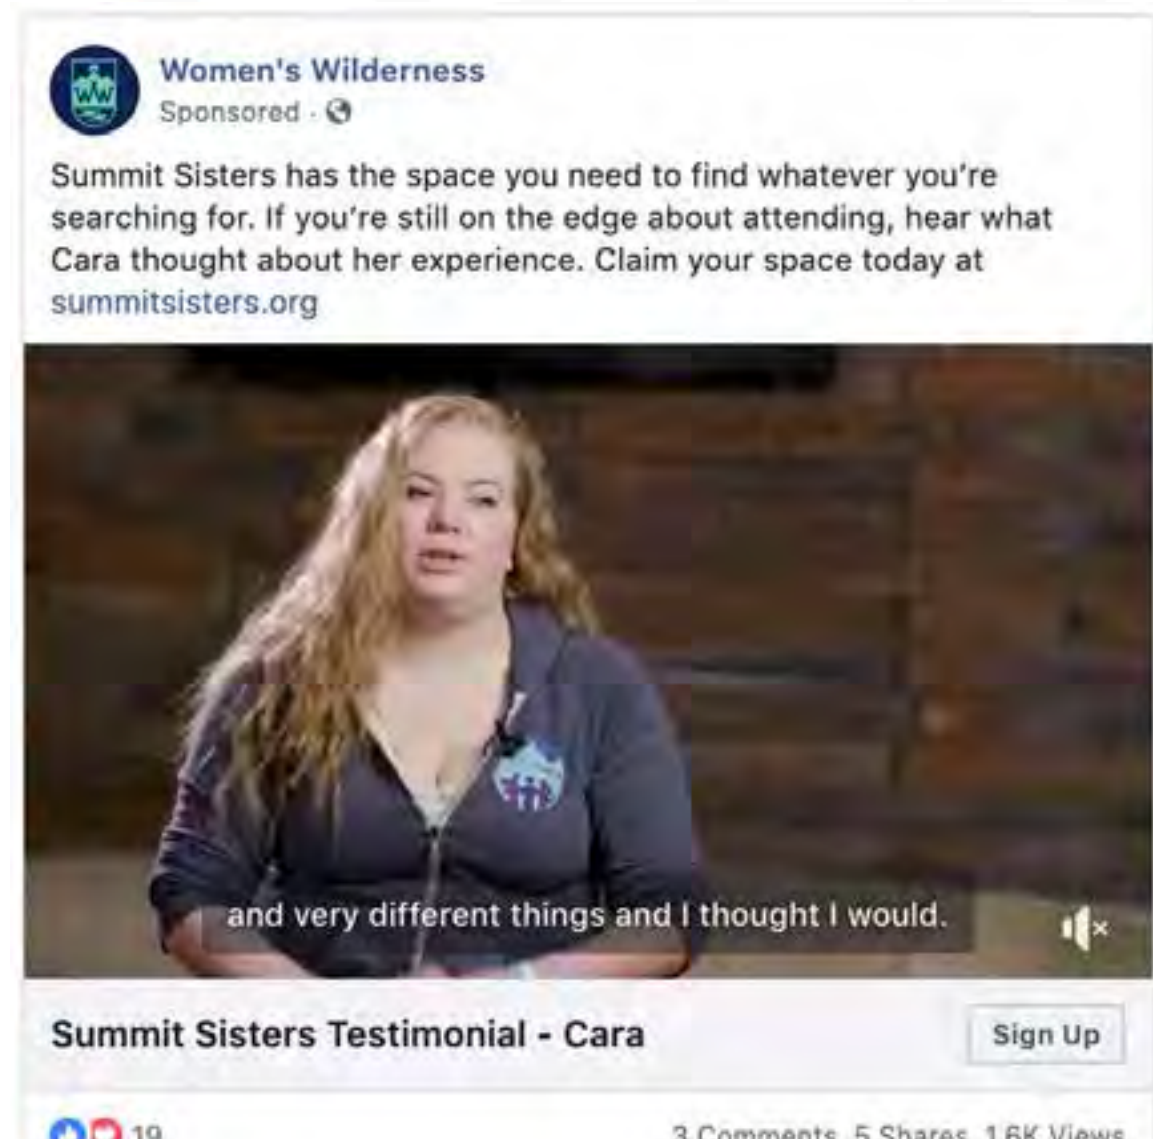 Women's Wilderness
Sponsored ·
Summit Sisters has the space you need to find whatever you're
searching for. If you're still on the edge about attending, hear what
Cara thought about her experience. Claim your space today at
summitsisters.org
WW
and very different things and I thought I would.
Summit Sisters Testimonial - Cara
Sign Up
19
3 Comments 5 Shares 1.6K Views